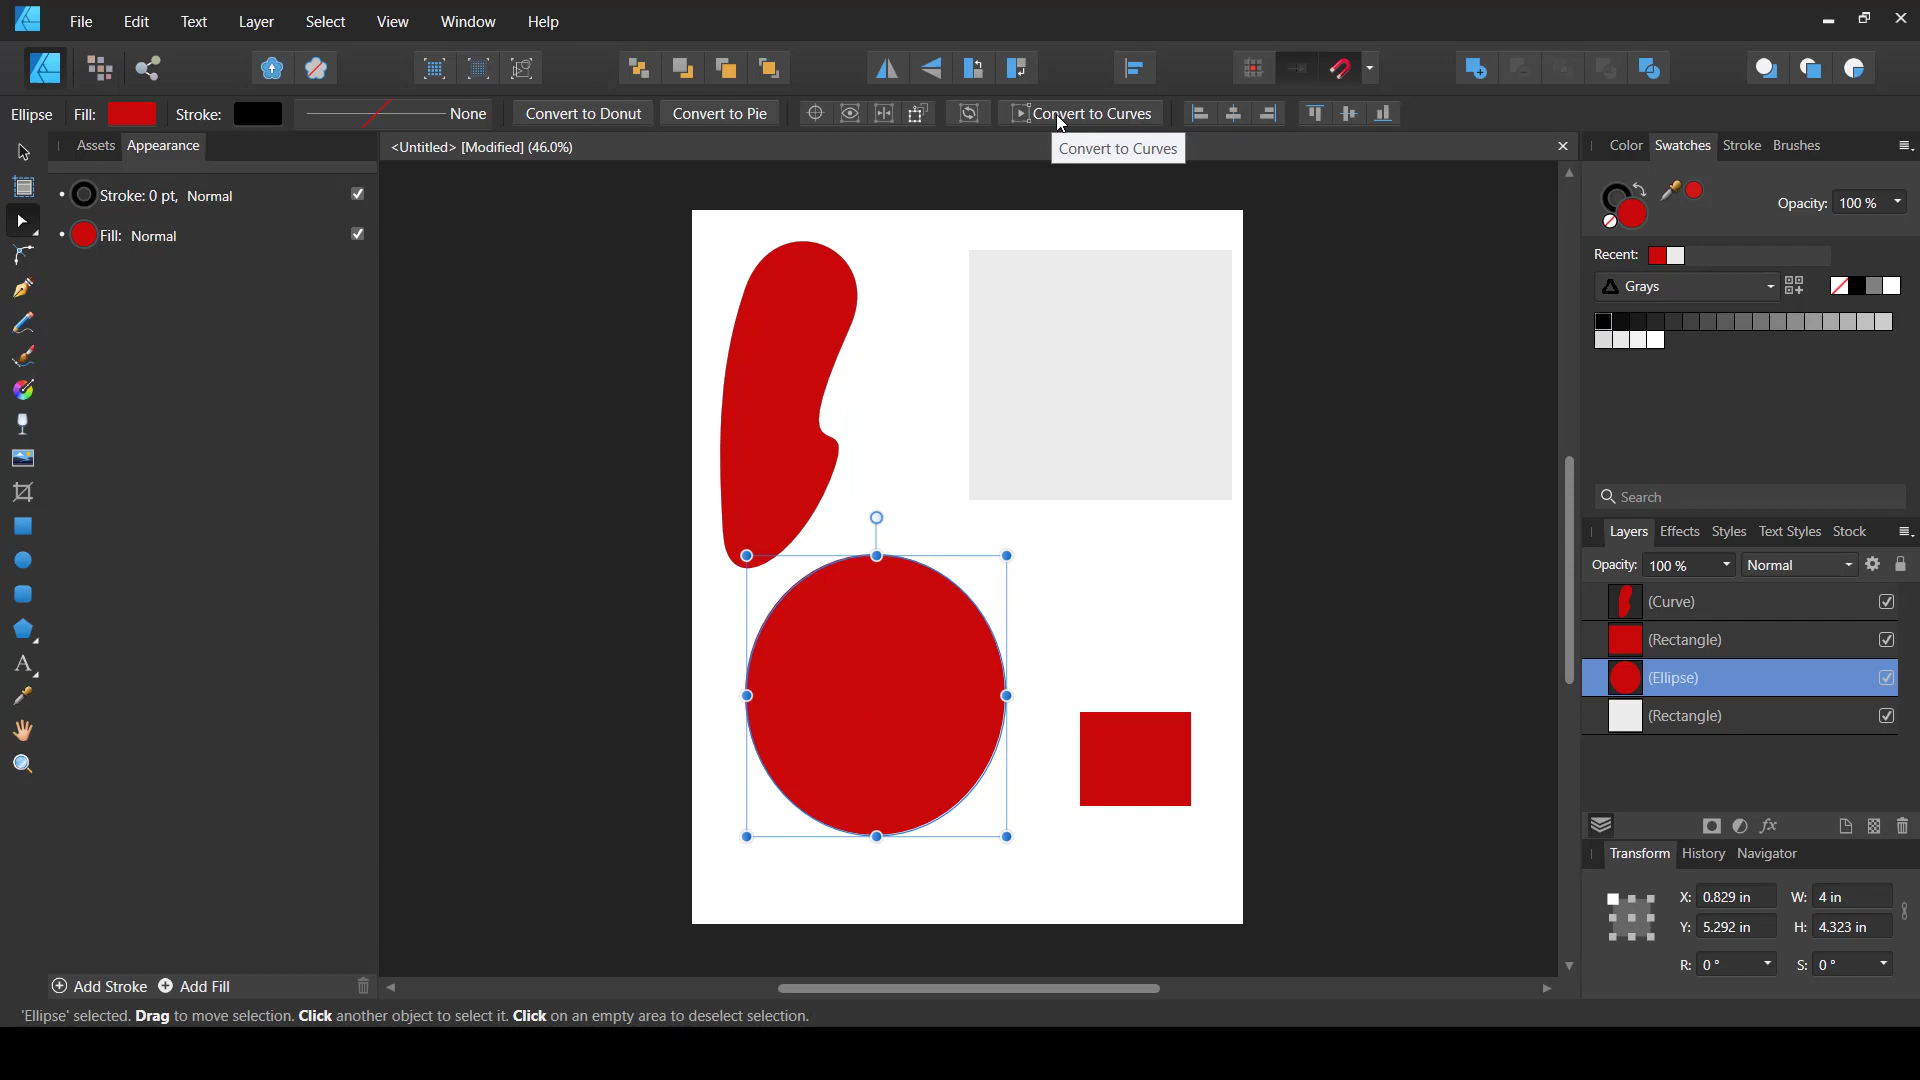 File Edit Text Layer Select View Window Help
Ellipse Fill: Stroke: None Convert to Donut Convert to Pie Convert to Curves
Assets Appearance
<Untitled> [Modified] (46.0%)
Convert to Curves
Color Swatches Stroke Brushes
Stroke: 0 pt, Normal
Fill: Normal
Opacity: 100 %
Recent:
Grays
Search
Layers Effects Styles Text Styles Stock
Opacity: 100 % Normal
(Curve)
(Rectangle)
(Ellipse)
(Rectangle)
fx
Transform History Navigator
X: 0.829 in W: 4 in
Y: 5.292 in H: 4.323 in
R: 0 ° S: 0 °
Add Stroke Add Fill
'Ellipse' selected. Drag to move selection. Click another object to select it. Click on an empty area to deselect selection.